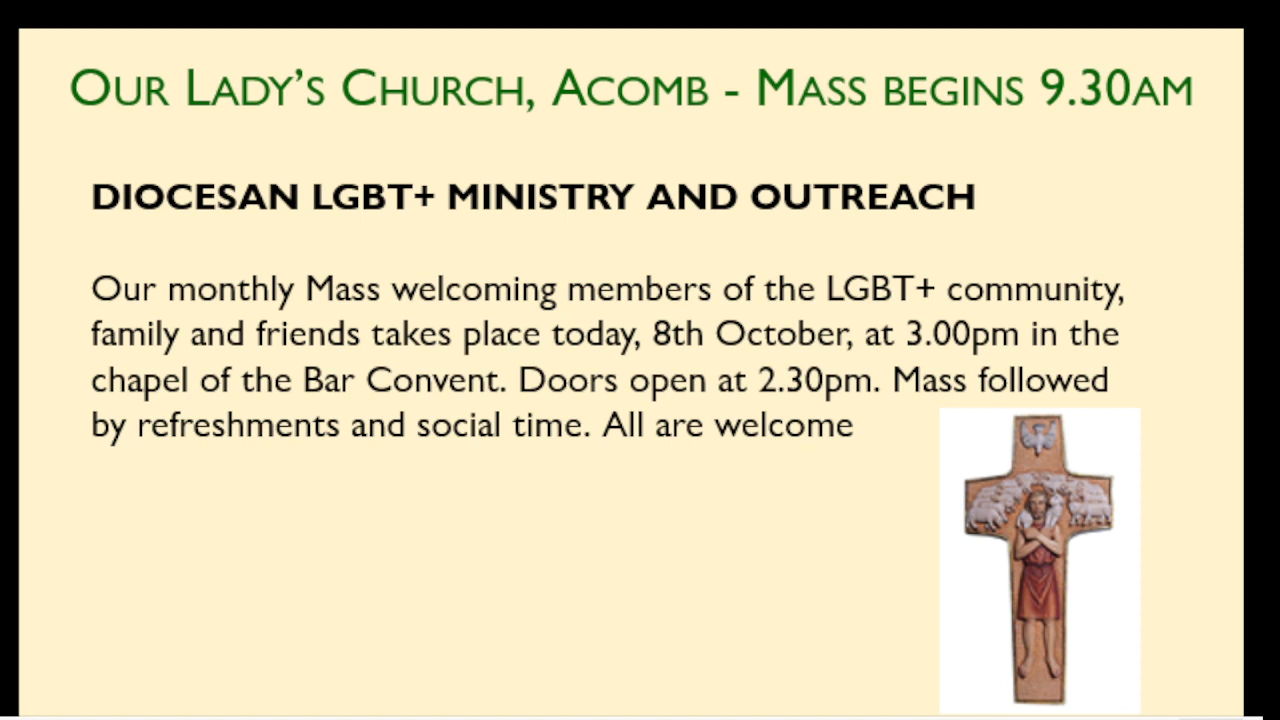 OUR LADY'S CHURCH, ACOMB - MASS BEGINS 9.30AM
DIOCESAN LGBT+ MINISTRY AND OUTREACH
Our monthly Mass welcoming members of the LGBT+ community,
family and friends takes place today, 8th October, at 3.00pm in the
chapel of the Bar Convent. Doors open at 2.30pm. Mass followed
by refreshments and social time. All are welcome